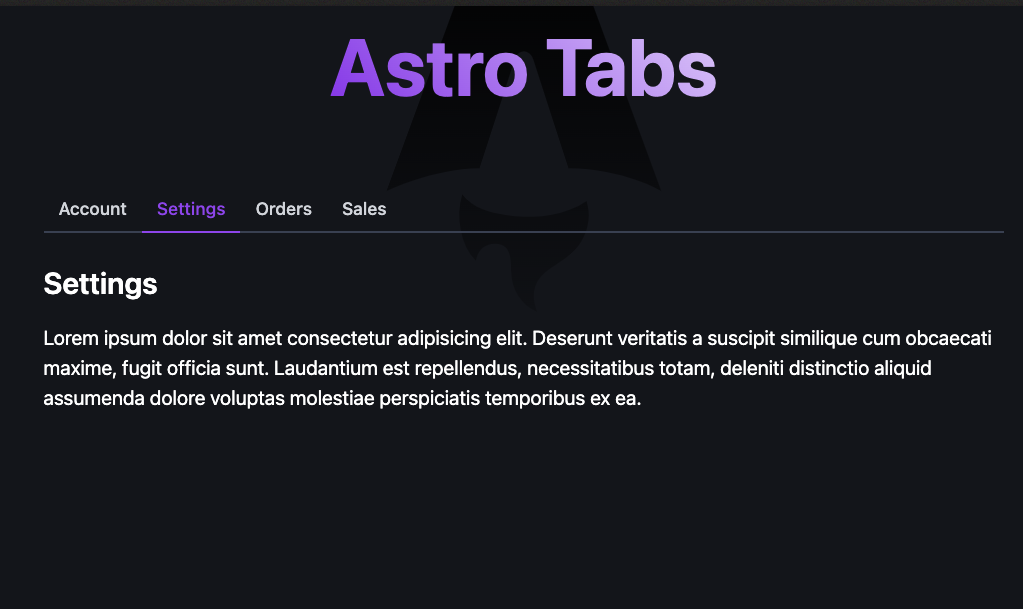 Astro Tabs
Account Settings Orders Sales
Settings
Lorem ipsum dolor sit amet consectetur adipisicing elit. Deserunt veritatis a suscipit similique cum obcaecati
maxime, fugit officia sunt. Laudantium est repellendus, necessitatibus totam, deleniti distinctio aliquid
assumenda dolore voluptas molestiae perspiciatis temporibus ex ea.